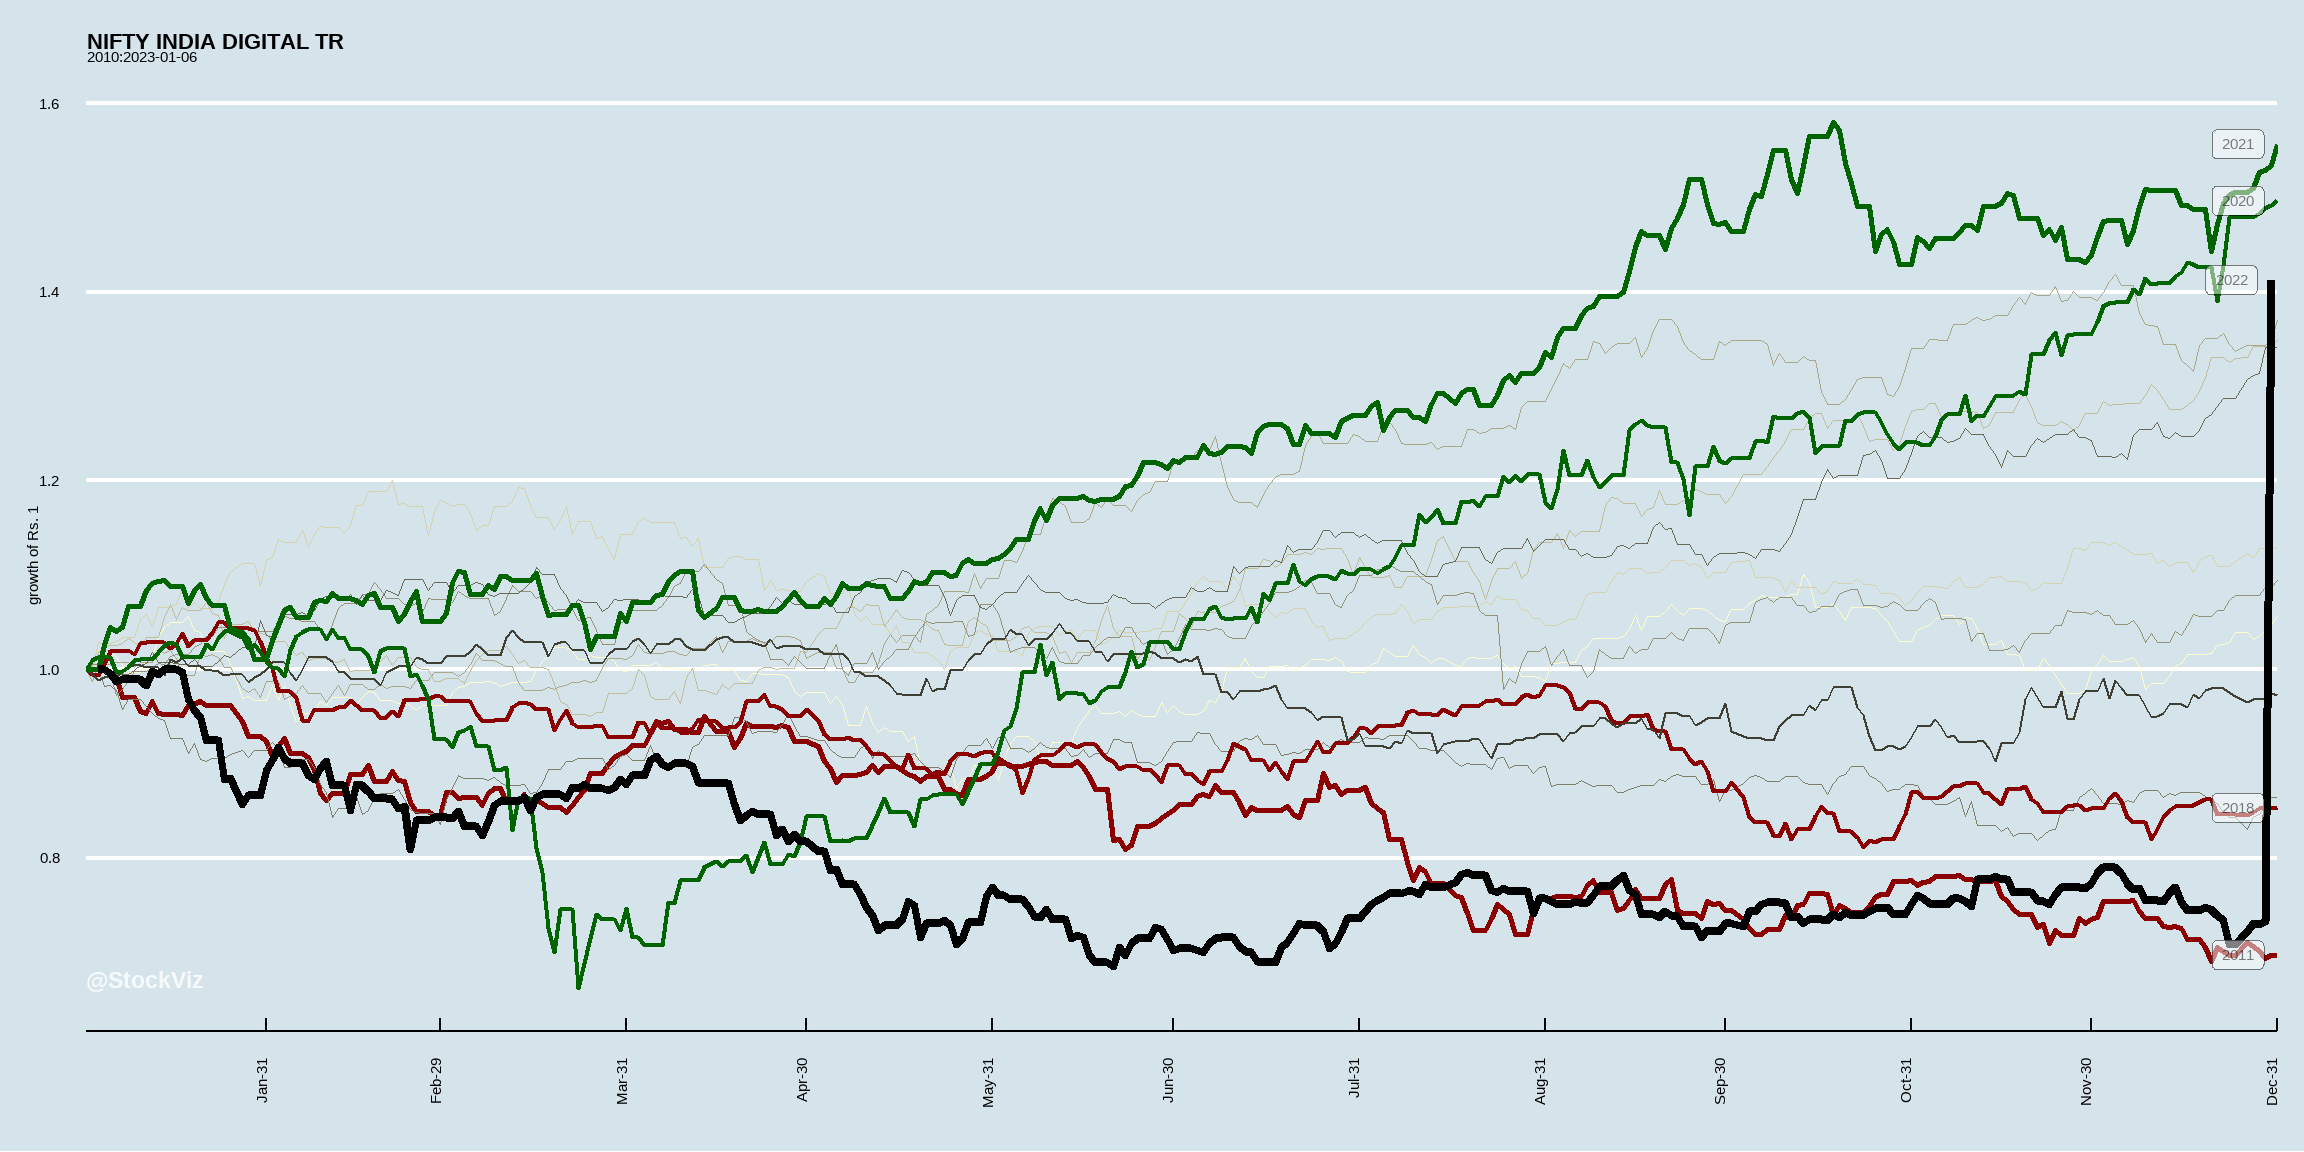 NIFTY INDIA DIGITAL TR
2010:2023-01-06
1.6
2021
2020
2022
1.4
1.2
growth of Rs. 1
1.0
2018
0.8
2011
@StockViz
Jan-31
Feb-29
Mar-31
Apr-30
May-31
Jun-30
Jul-31
Aug-31
Sep-30
Oct-31
Nov-30
Dec-31